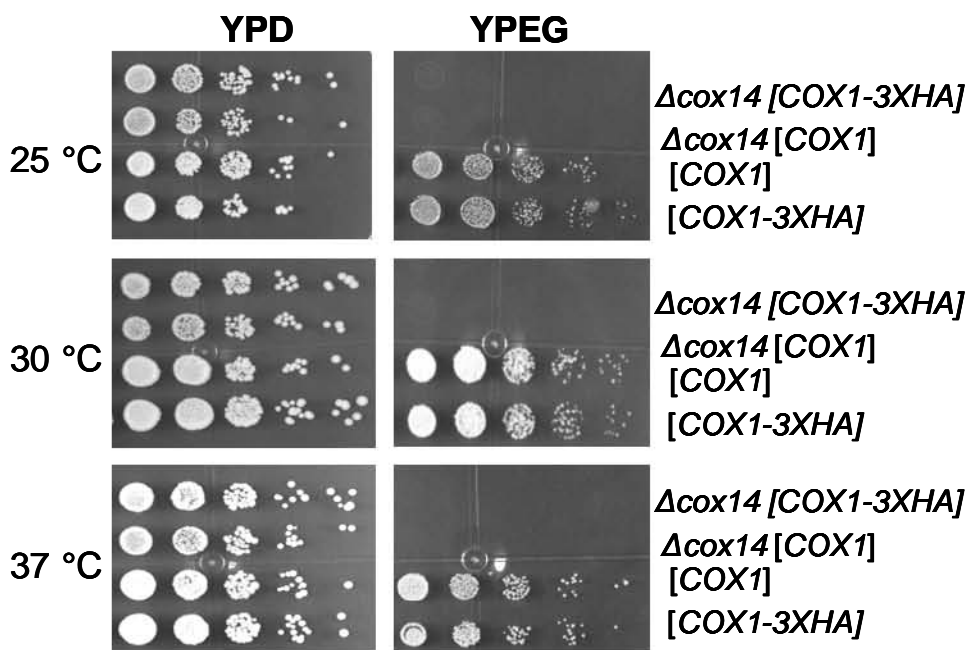 YPD YPEG
25 °C
Δcox14 [COX1-3XHA]
Δcox14 [COX1]
[COX1]
[COX1-3XHA]
30 °C
Δcox14 [COX1-3XHA]
Δcox14 [COX1]
[COX1]
[COX1-3XHA]
37 °C
Δcox14 [COX1-3XHA]
Δcox14 [COX1]
[COX1]
[COX1-3XHA]